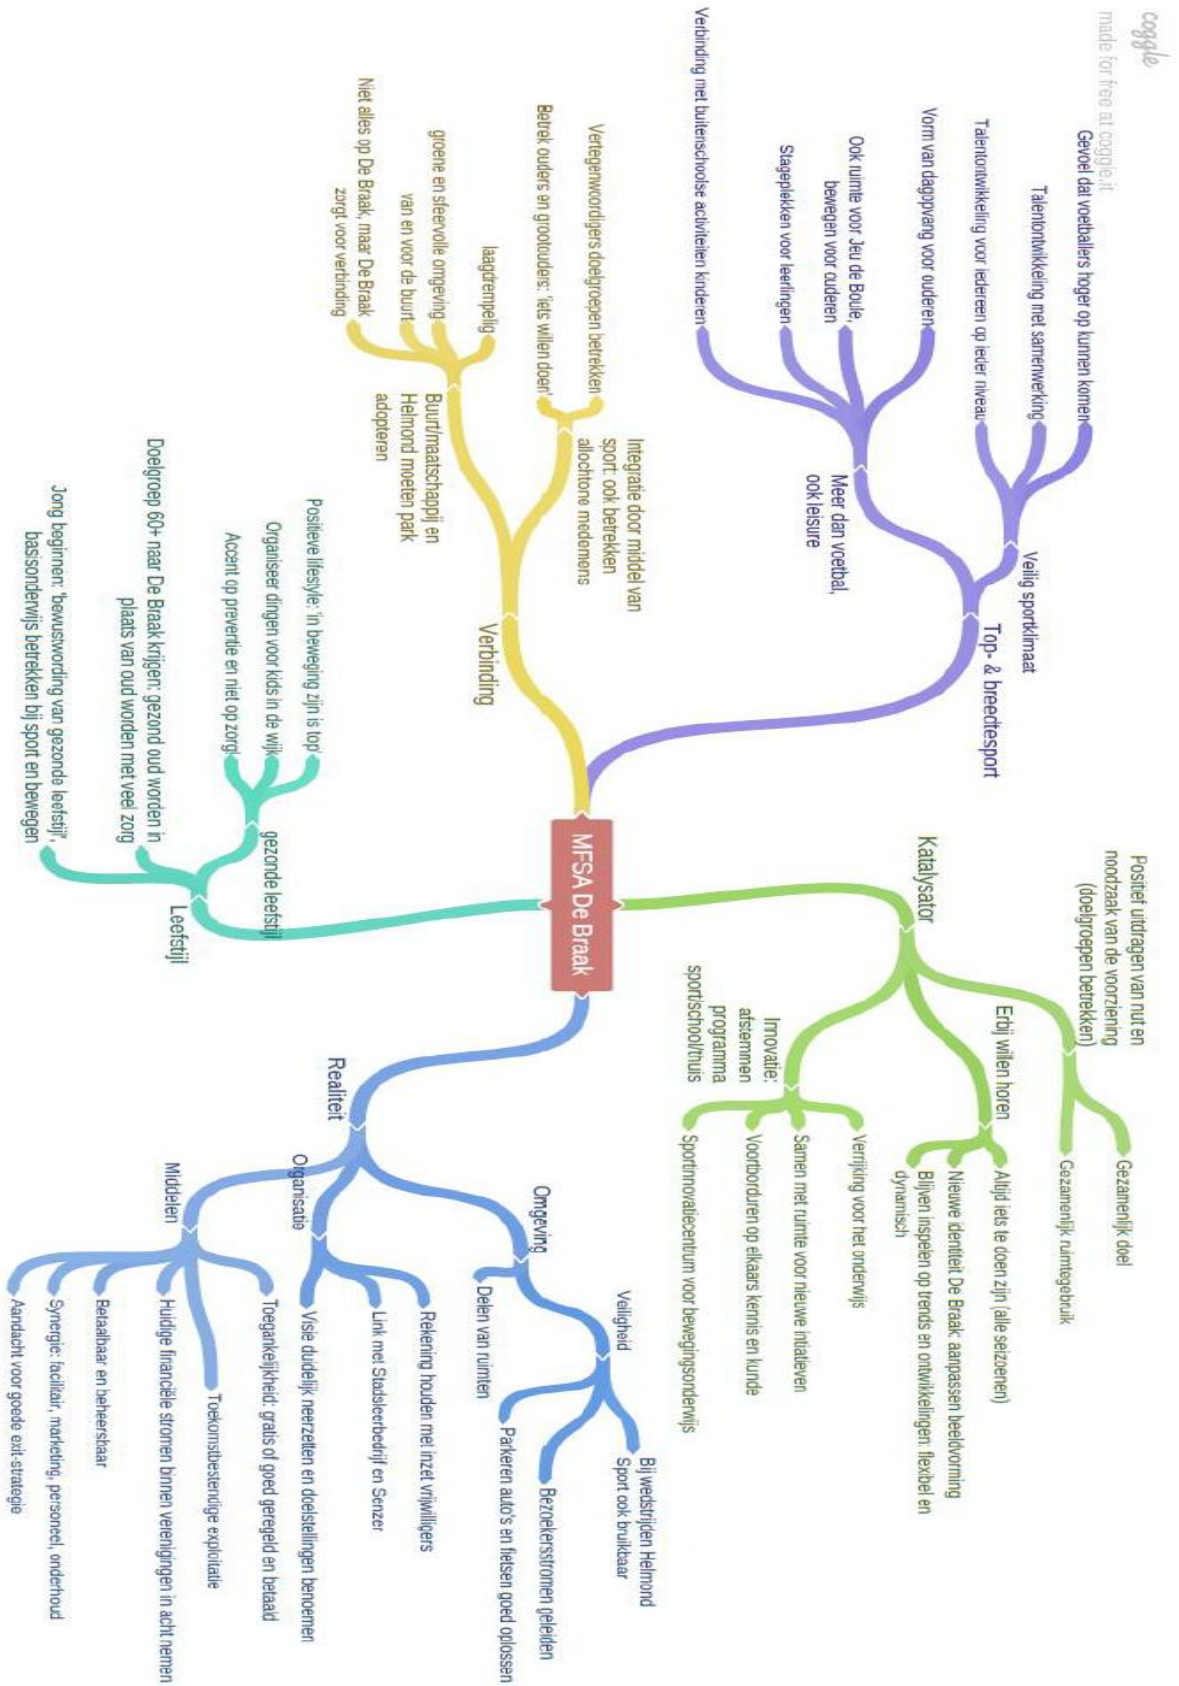 coggle
made for free at coggle.it
MFSA De Braak
Top- & breedtesport
Veilig sportklimaat
Gevoel dat voetballers hoger op kunnen komen
Talentontwikkeling met samenwerking
Talentontwikkeling voor iedereen op ieder niveau
Meer dan voetbal,
ook leisure
Vorm van dagopvang voor ouderen
Ook ruimte voor Jeu de Boule,
bewegen voor ouderen
Stageplekken voor leerlingen
Verbinding met buitenschoolse activiteiten kinderen
Verbinding
Integratie door middel van
sport: ook betrekken
allochtone medemens
Vertegenwoordigers doelgroepen betrekken
Betrek ouders en grootouders: 'iets willen doen'
Buurt/maatschappij en
Helmond moeten park
adopteren
laagdrempelig
groene en sfeervolle omgeving
van en voor de buurt
Niet alles op De Braak, maar De Braak
zorgt voor verbinding
Leefstijl
gezonde leefstijl
Positieve lifestyle: 'in beweging zijn is top'
Organiseer dingen voor kids in de wijk
Accent op preventie en niet op zorg!
Doelgroep 60+ naar De Braak krijgen: gezond oud worden in
plaats van oud worden met veel zorg
Jong beginnen: 'bewustwording van gezonde leefstijl',
basisonderwijs betrekken bij sport en bewegen
Katalysator
Positief uitdragen van nut en
noodzaak van de voorziening
(doelgroepen betrekken)
Gezamenlijk doel
Gezamenlijk ruimtegebruik
Erbij willen horen
Altijd iets te doen zijn (alle seizoenen)
Nieuwe identiteit De Braak: aanpassen beeldvorming
Blijven inspelen op trends en ontwikkelingen: flexibel en
dynamisch
Innovatie:
afstemmen
programma
sport/school/thuis
Verrijking voor het onderwijs
Samen met ruimte voor nieuwe intiatieven
Voortborduren op elkaars kennis en kunde
Sportinnovatiecentrum voor bewegingsonderwijs
Realiteit
Omgeving
Veiligheid
Bij wedstrijden Helmond
Sport ook bruikbaar
Bezoekersstromen geleiden
Parkeren auto's en fietsen goed oplossen
Delen van ruimten
Organisatie
Rekening houden met inzet vrijwilligers
Link met Stadsleerbedrijf en Senzer
Visie duidelijk neerzetten en doelstellingen benoemen
Middelen
Toegankelijkheid: gratis of goed geregeld en betaald
Toekomstbestendige exploitatie
Huidige financiële stromen binnen verenigingen in acht nemen
Betaalbaar en beheersbaar
Synergie: facilitair, marketing, personeel, onderhoud
Aandacht voor goede exit-strategie